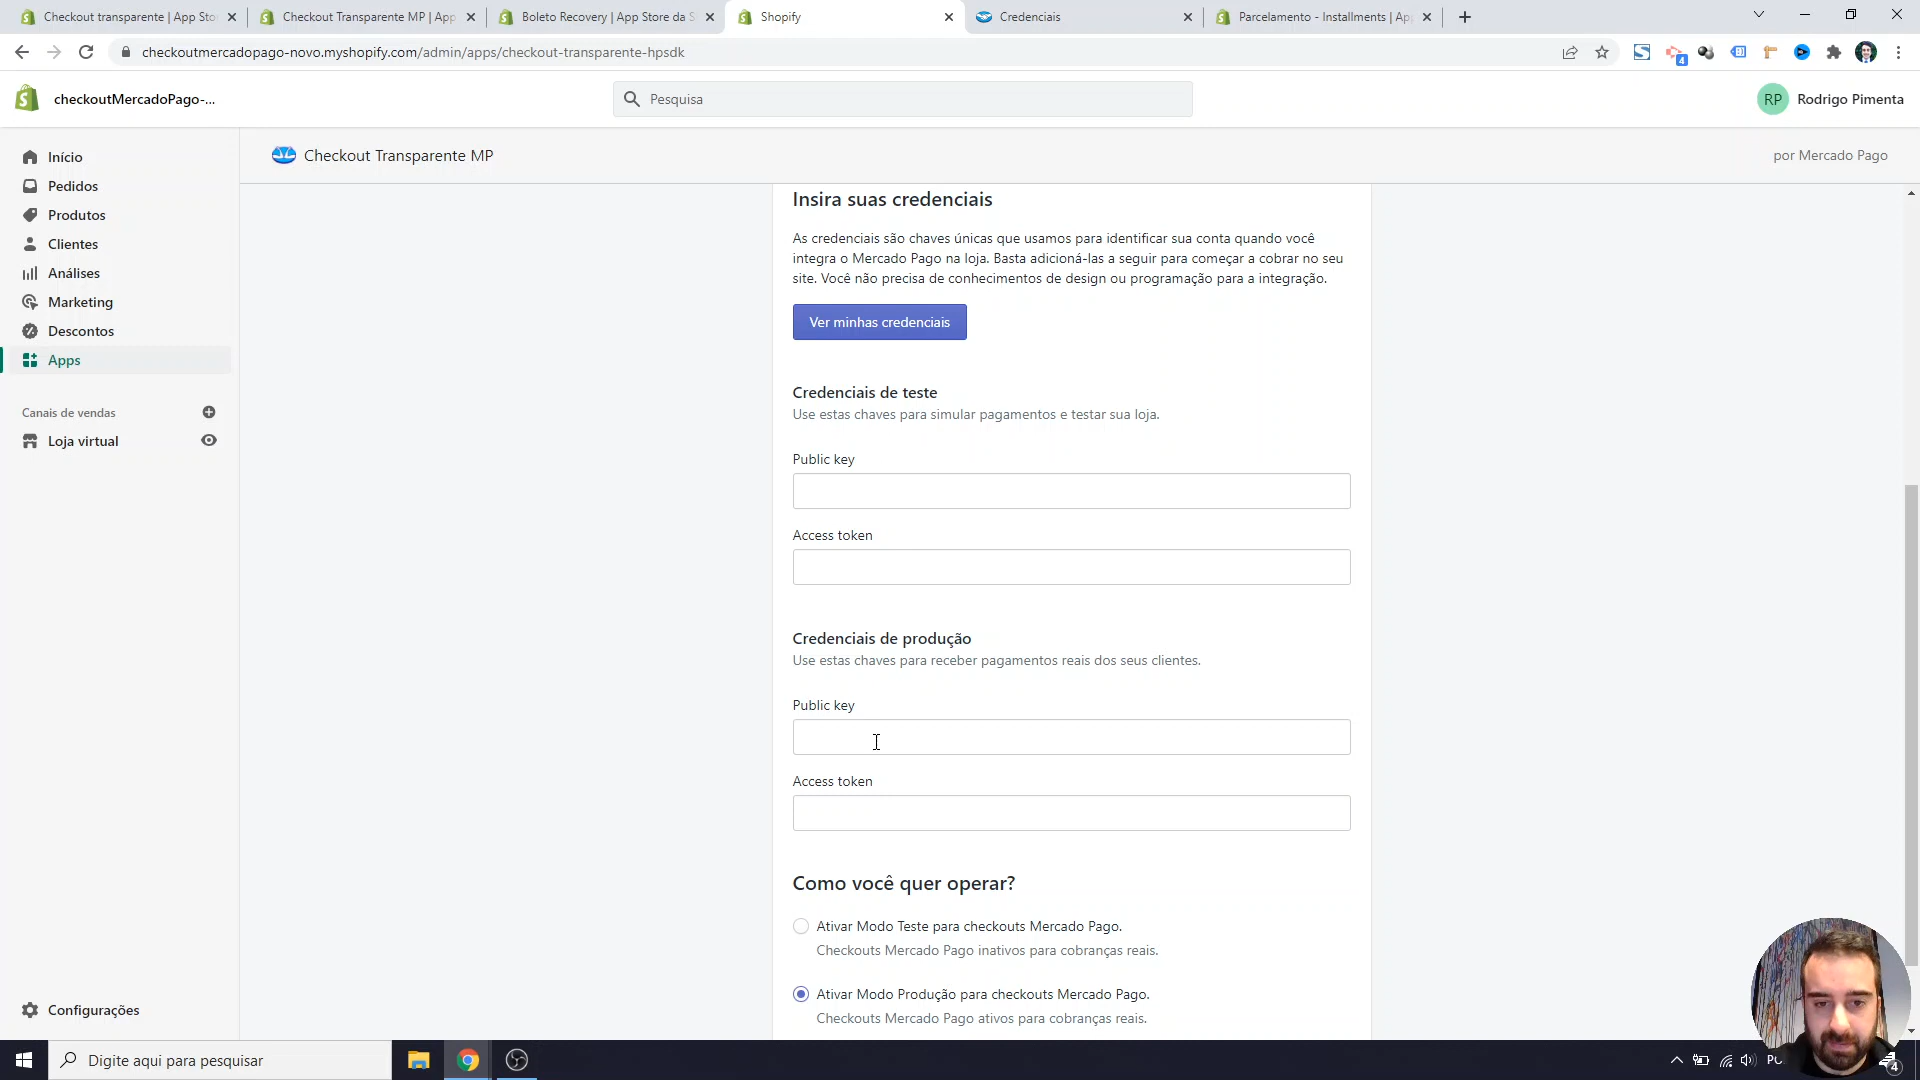 Checkout transparente | App Sto
Checkout Transparente MP | App
Boleto Recovery | App Store da S
Shopify
Credenciais
Parcelamento - Installments | Ap
checkoutmercadopago-novo.myshopify.com/admin/apps/checkout-transparente-hpsdk
4
checkoutMercadoPago-...
Pesquisa
RP
Rodrigo Pimenta
Início
Pedidos
Produtos
Clientes
Análises
Marketing
Descontos
Apps
Canais de vendas
Loja virtual
Configurações
Checkout Transparente MP
por Mercado Pago
Insira suas credenciais
As credenciais são chaves únicas que usamos para identificar sua conta quando você
integra o Mercado Pago na loja. Basta adicioná-las a seguir para começar a cobrar no seu
site. Você não precisa de conhecimentos de design ou programação para a integração.
Ver minhas credenciais
Credenciais de teste
Use estas chaves para simular pagamentos e testar sua loja.
Public key
Access token
Credenciais de produção
Use estas chaves para receber pagamentos reais dos seus clientes.
Public key
Access token
Como você quer operar?
Ativar Modo Teste para checkouts Mercado Pago.
Checkouts Mercado Pago inativos para cobranças reais.
Ativar Modo Produção para checkouts Mercado Pago.
Checkouts Mercado Pago ativos para cobranças reais.
Digite aqui para pesquisar
4